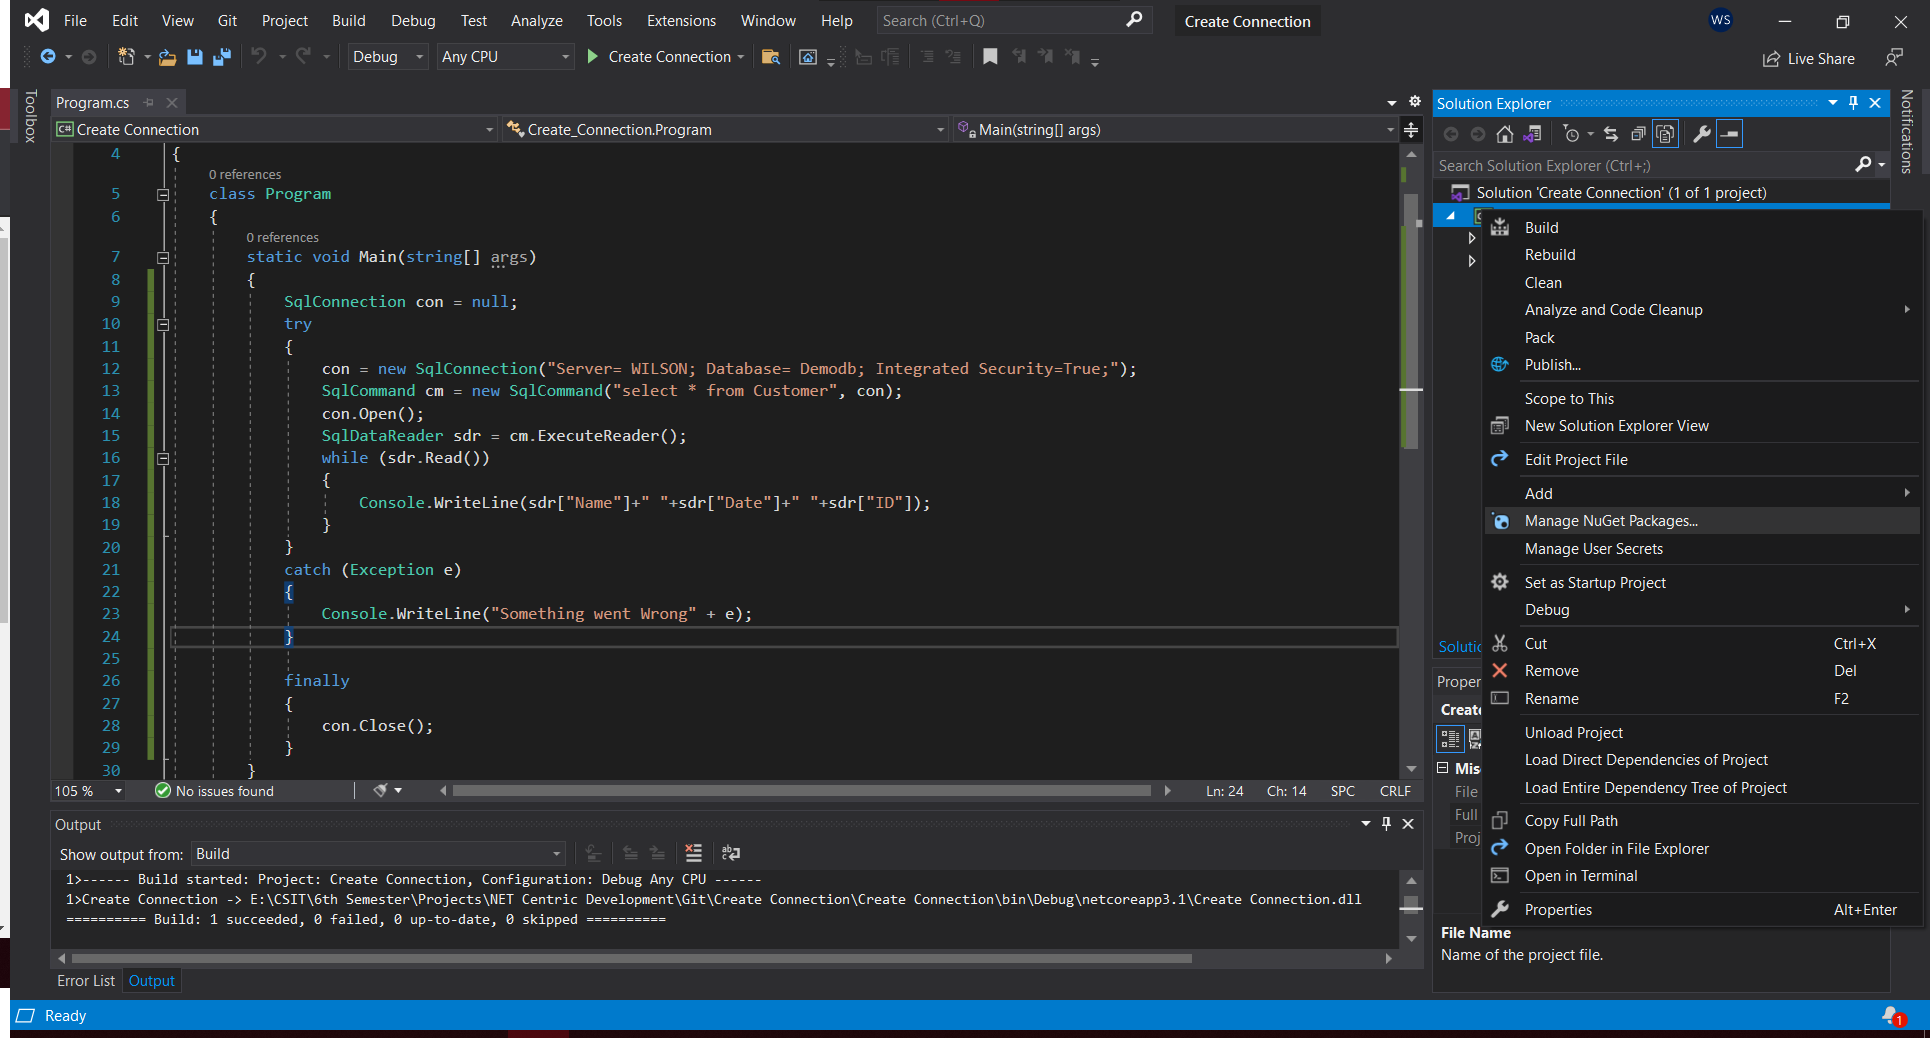 File Edit View Git Project Build Debug Test Analyze Tools Extensions Window Help Search (Ctrl+Q) Create Connection WS
Debug Any CPU Create Connection Live Share
Toolbox
Program.cs
Create Connection Create_Connection.Program Main(string[] args)
4 {
0 references
5 class Program
6 {
0 references
7 static void Main(string[] args)
8 {
9 SqlConnection con = null;
10 try
11 {
12 con = new SqlConnection("Server= WILSON; Database= Demodb; Integrated Security=True;");
13 SqlCommand cm = new SqlCommand("select * from Customer", con);
14 con.Open();
15 SqlDataReader sdr = cm.ExecuteReader();
16 while (sdr.Read())
17 {
18 Console.WriteLine(sdr["Name"]+" "+sdr["Date"]+" "+sdr["ID"]);
19 }
20 }
21 catch (Exception e)
22 {
23 Console.WriteLine("Something went Wrong" + e);
24 }
25
26 finally
27 {
28 con.Close();
29 }
30 }
105 % No issues found Ln: 24 Ch: 14 SPC CRLF
Output
Show output from: Build
1>------ Build started: Project: Create Connection, Configuration: Debug Any CPU ------
1>Create Connection -> E:\CSIT\6th Semester\Projects\NET Centric Development\Git\Create Connection\Create Connection\bin\Debug\netcoreapp3.1\Create Connection.dll
========== Build: 1 succeeded, 0 failed, 0 up-to-date, 0 skipped ==========
Error List Output
Solution Explorer
Search Solution Explorer (Ctrl+;)
Solution 'Create Connection' (1 of 1 project)
Build
Rebuild
Clean
Analyze and Code Cleanup
Pack
Publish...
Scope to This
New Solution Explorer View
Edit Project File
Add
Manage NuGet Packages...
Manage User Secrets
Set as Startup Project
Debug
Cut Ctrl+X
Remove Del
Rename F2
Unload Project
Load Direct Dependencies of Project
Load Entire Dependency Tree of Project
Copy Full Path
Open Folder in File Explorer
Open in Terminal
Properties Alt+Enter
Solutio
Proper
Create
Mis
File
Full
Proj
File Name
Name of the project file.
Notifications
Ready 1